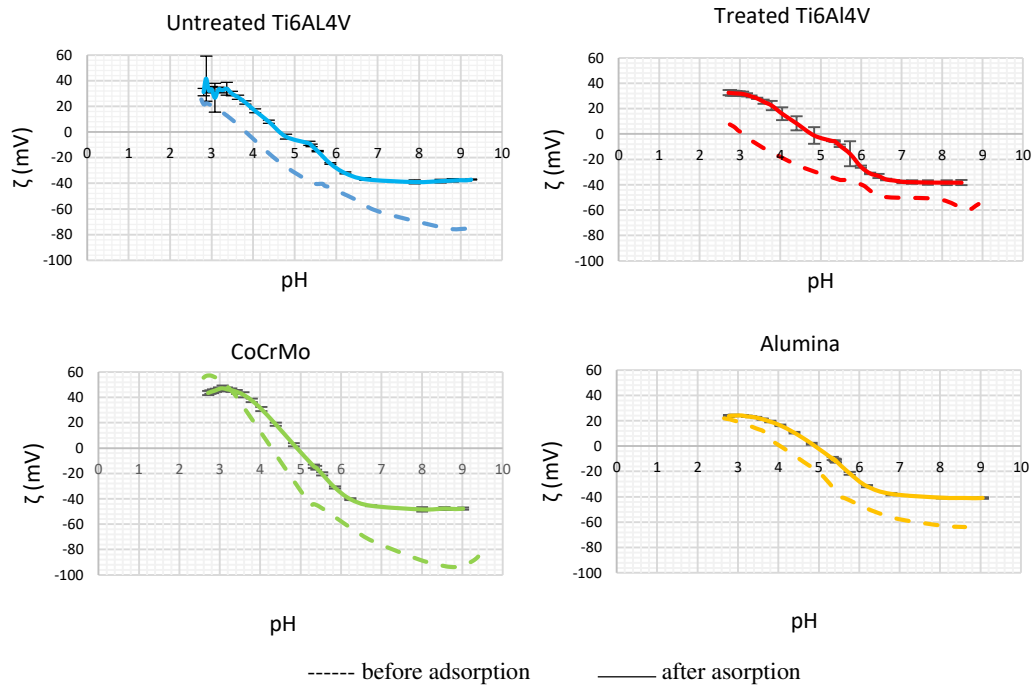 Untreated Ti6AL4V
60
40
20
0
-20
-40
-60
-80
-100
0 1 2 3 4 5 6 7 8 9 10
ζ (mV)
pH
Treated Ti6Al4V
60
40
20
0
-20
-40
-60
-80
-100
0 1 2 3 4 5 6 7 8 9 10
ζ (mV)
pH
CoCrMo
60
40
20
0
-20
-40
-60
-80
-100
0 1 2 3 4 5 6 7 8 9 10
ζ (mV)
pH
Alumina
60
40
20
0
-20
-40
-60
-80
-100
0 1 2 3 4 5 6 7 8 9 10
ζ (mV)
pH
before adsorption after asorption